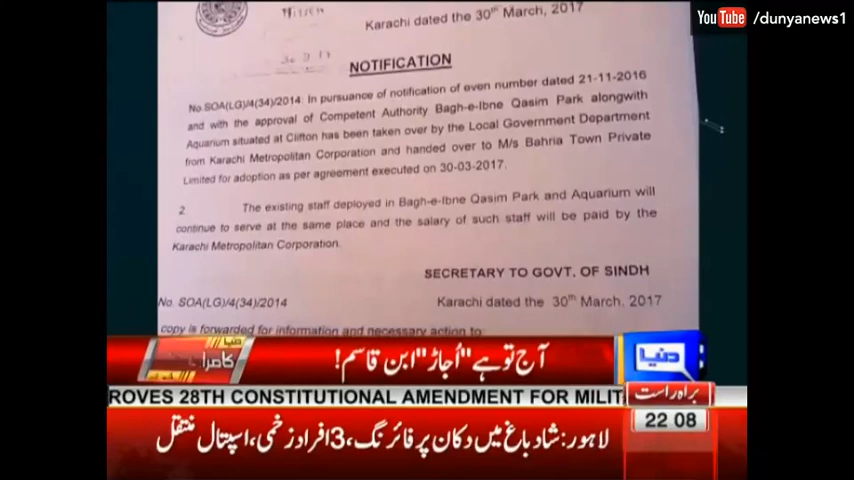 YouTube /dunyanews1
Karachi dated the 30th March, 2017
NOTIFICATION
No.SOA(LG)/4(34)/2014: In pursuance of notification of even number dated 21-11-2016
and with the approval of Competent Authority Bagh-e-Ibne Qasim Park alongwith
Aquarium situated at Clifton has been taken over by the Local Government Department
from Karachi Metropolitan Corporation and handed over to M/s Bahria Town Private
Limited for adoption as per agreement executed on 30-03-2017.
2. The existing staff deployed in Bagh-e-Ibne Qasim Park and Aquarium will
continue to serve at the same place and the salary of such staff will be paid by the
Karachi Metropolitan Corporation.
SECRETARY TO GOVT. OF SINDH
No. SOA(LG)/4(34)/2014 Karachi dated the 30th March, 2017
copy is forwarded for information and necessary action to:
آج تو ہے "اُجاڑ" ابن قاسم!
دنیا
ROVES 28TH CONSTITUTIONAL AMENDMENT FOR MILIT
براہ راست
22 08
لاہور: شاد باغ میں دکان پر فائرنگ، 3 افراد زخمی، اسپتال منتقل